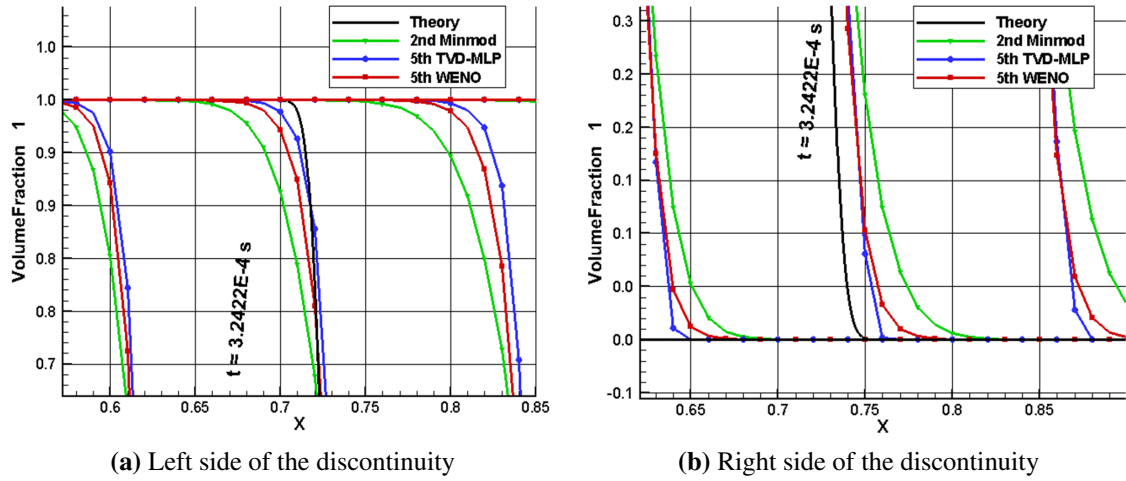 VolumeFraction 1
1.0
1.0
0.9
0.9
0.8
0.8
0.7
Theory
2nd Minmod
5th TVD-MLP
5th WENO
t = 3.2422E-4 s
0.6
0.65
0.7
0.75
0.8
0.85
X
(a) Left side of the discontinuity
VolumeFraction 1
0.3
0.2
0.2
0.1
0.1
0.0
0.0
-0.1
Theory
2nd Minmod
5th TVD-MLP
5th WENO
t = 3.2422E-4 s
0.65
0.7
0.75
0.8
0.85
X
(b) Right side of the discontinuity